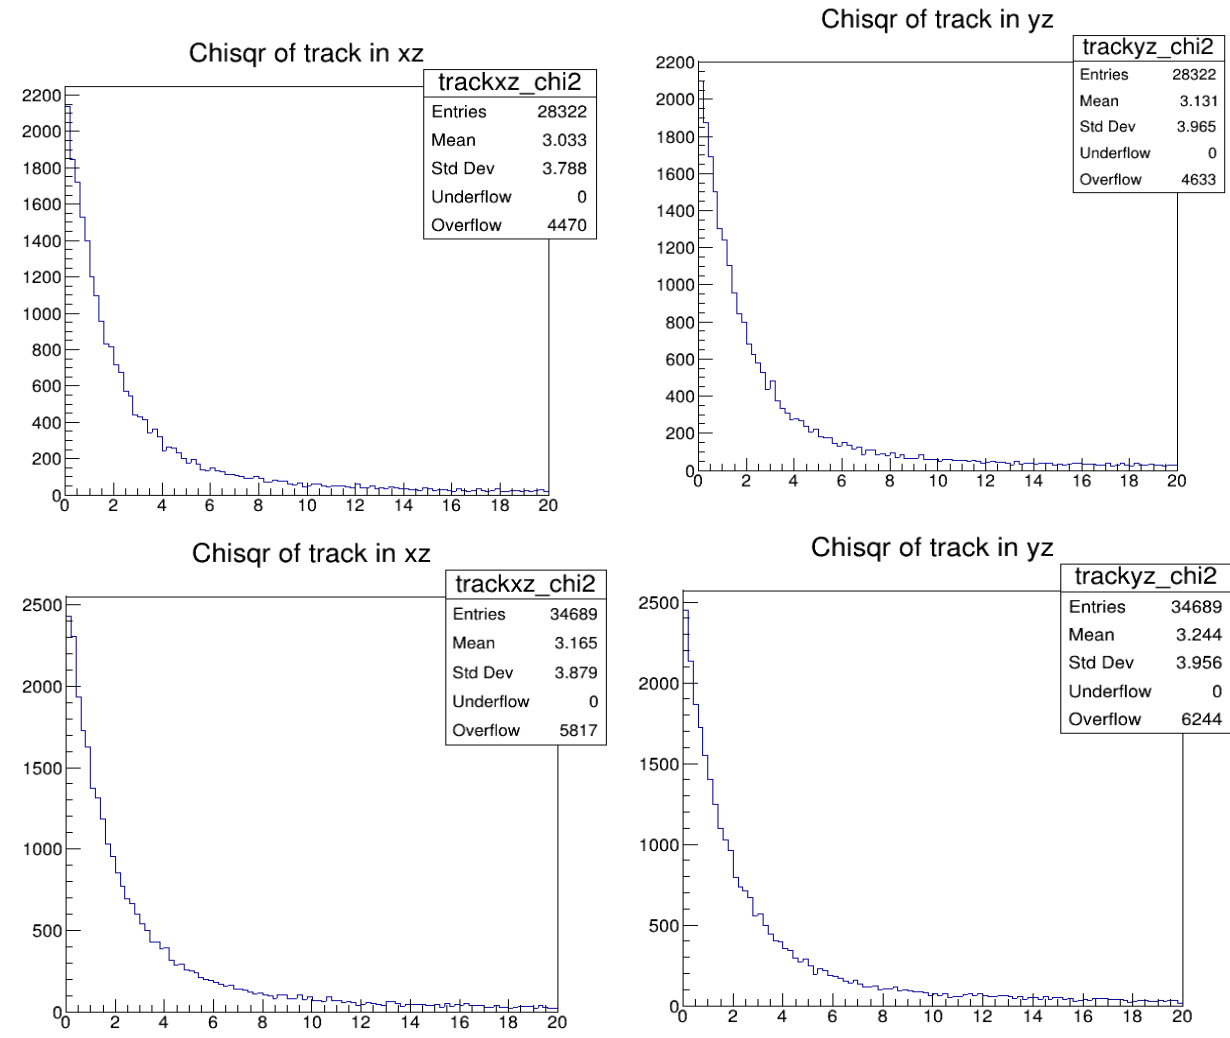 Chisqr of track in xz
trackxz_chi2
Entries 28322
Mean 3.033
Std Dev 3.788
Underflow 0
Overflow 4470
2200
2000
1800
1600
1400
1200
1000
800
600
400
200
0
0 2 4 6 8 10 12 14 16 18 20
Chisqr of track in yz
trackyz_chi2
Entries 28322
Mean 3.131
Std Dev 3.965
Underflow 0
Overflow 4633
2200
2000
1800
1600
1400
1200
1000
800
600
400
200
0
0 2 4 6 8 10 12 14 16 18 20
Chisqr of track in xz
trackxz_chi2
Entries 34689
Mean 3.165
Std Dev 3.879
Underflow 0
Overflow 5817
2500
2000
1500
1000
500
0
0 2 4 6 8 10 12 14 16 18 20
Chisqr of track in yz
trackyz_chi2
Entries 34689
Mean 3.244
Std Dev 3.956
Underflow 0
Overflow 6244
2500
2000
1500
1000
500
0
0 2 4 6 8 10 12 14 16 18 20